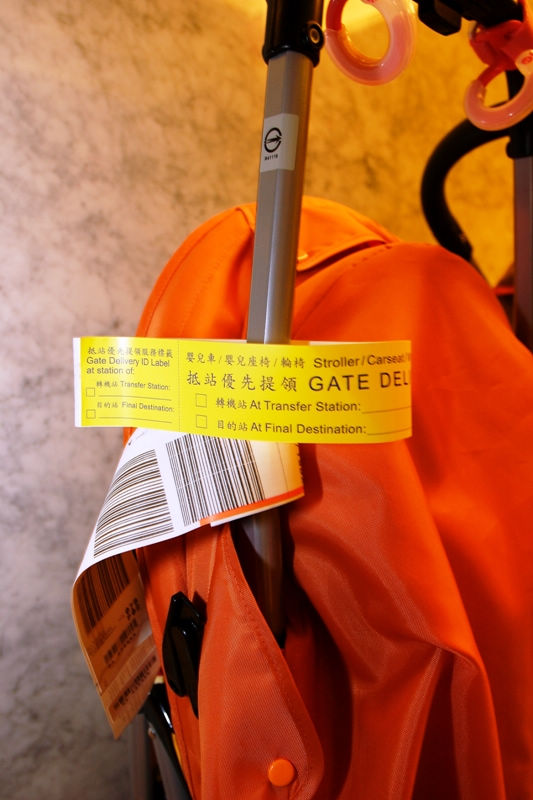 抵站優先提領服務標籤
Gate Delivery ID Label
at station of:
轉機站 Transfer Station:
目的站 Final Destination:
嬰兒車/嬰兒座椅/輪椅 Stroller/Carseat/
抵站優先提領 GATE DEL
轉機站 At Transfer Station:
目的站 At Final Destination: